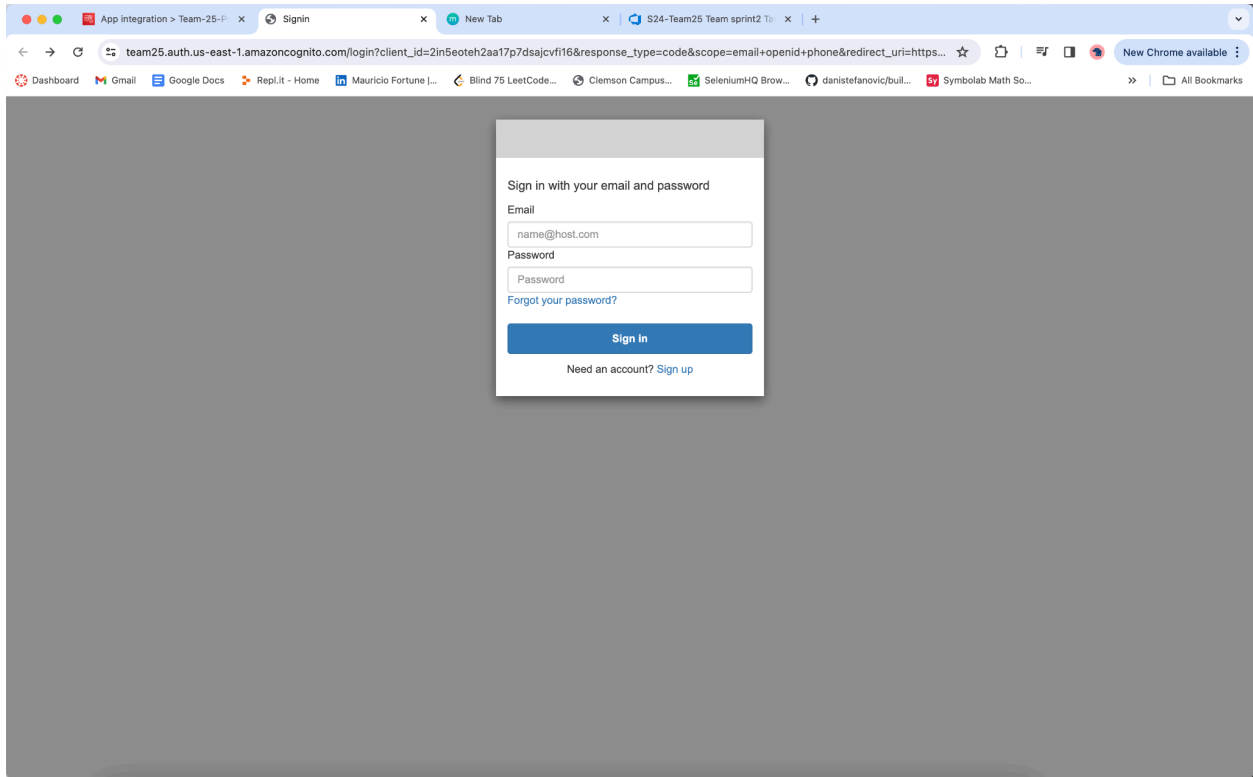 App integration > Team-25-P
Signin
New Tab
S24-Team25 Team sprint2 Ta
team25.auth.us-east-1.amazoncognito.com/login?client_id=2in5eoteh2aa17p7dsajcvfi16&response_type=code&scope=email+openid+phone&redirect_uri=https...
New Chrome available
Dashboard
Gmail
Google Docs
Repl.it - Home
Mauricio Fortune |...
Blind 75 LeetCode...
Clemson Campus...
SeleniumHQ Brow...
danistefanovic/buil...
Symbolab Math So...
All Bookmarks
Sign in with your email and password
Email
name@host.com
Password
Password
Forgot your password?
Sign in
Need an account? Sign up